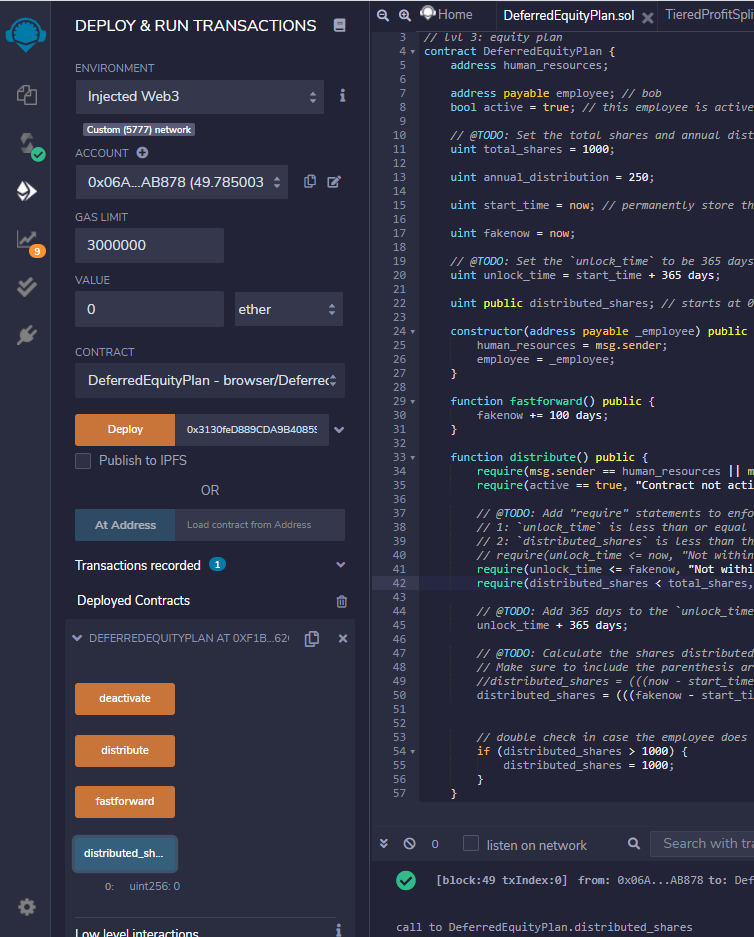 DEPLOY & RUN TRANSACTIONS
ENVIRONMENT
Injected Web3
Custom (5777) network
ACCOUNT
0x06A...AB878 (49.785003
GAS LIMIT
3000000
VALUE
0
ether
CONTRACT
DeferredEquityPlan - browser/Deferrec
Deploy
0x3130feD889CDA9B40859
Publish to IPFS
OR
At Address
Load contract from Address
Transactions recorded 1
Deployed Contracts
DEFERREDEQUITYPLAN AT 0XF1B...626
deactivate
distribute
fastforward
distributed_sh...
0: uint256: 0
Low level interactions
9
Home
DeferredEquityPlan.sol
TieredProfitSpli
3 // lvl 3: equity plan
4 contract DeferredEquityPlan {
5 address human_resources;
6
7 address payable employee; // bob
8 bool active = true; // this employee is active
9
10 // @TODO: Set the total shares and annual dist
11 uint total_shares = 1000;
12
13 uint annual_distribution = 250;
14
15 uint start_time = now; // permanently store th
16
17 uint fakenow = now;
18
19 // @TODO: Set the `unlock_time` to be 365 days
20 uint unlock_time = start_time + 365 days;
21
22 uint public distributed_shares; // starts at 0
23
24 constructor(address payable _employee) public
25 human_resources = msg.sender;
26 employee = _employee;
27 }
28
29 function fastforward() public {
30 fakenow += 100 days;
31 }
32
33 function distribute() public {
34 require(msg.sender == human_resources || m
35 require(active == true, "Contract not acti
36
37 // @TODO: Add "require" statements to enfo
38 // 1: `unlock_time` is less than or equal
39 // 2: `distributed_shares` is less than th
40 // require(unlock_time <= now, "Not within
41 require(unlock_time <= fakenow, "Not withi
42 require(distributed_shares < total_shares,
43
44 // @TODO: Add 365 days to the `unlock_time
45 unlock_time + 365 days;
46
47 // @TODO: Calculate the shares distributed
48 // Make sure to include the parenthesis ar
49 //distributed_shares = (((now - start_time
50 distributed_shares = (((fakenow - start_ti
51
52
53 // double check in case the employee does
54 if (distributed_shares > 1000) {
55 distributed_shares = 1000;
56 }
57 }
0
listen on network
Search with tra
[block:49 txIndex:0] from: 0x06A...AB878 to: Def
call to DeferredEquityPlan.distributed_shares